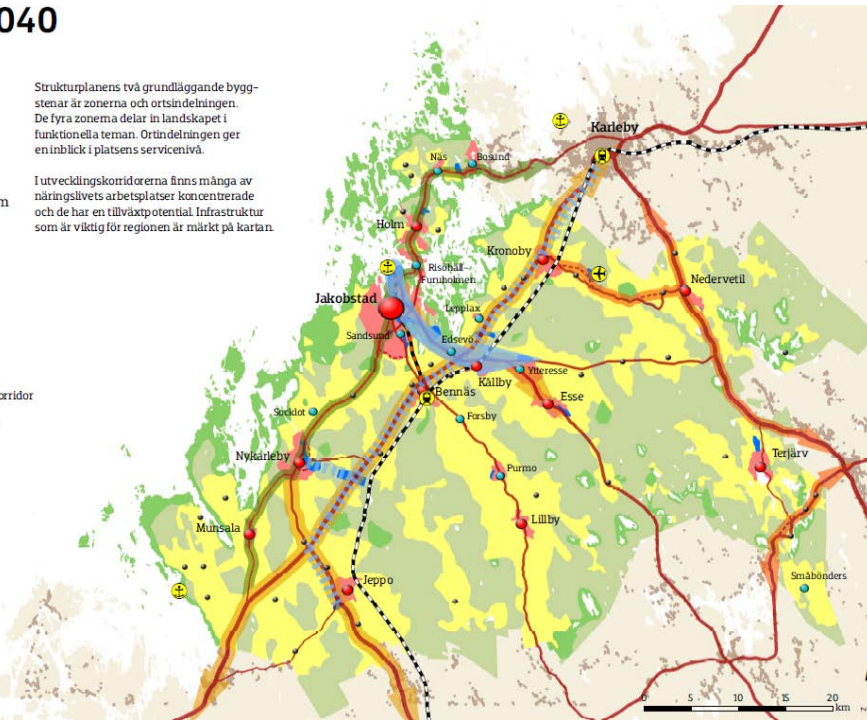 040
Strukturplanens två grundläggande bygg-
stenar är zonerna och ortsindelningen.
De fyra zonerna delar in landskapet i
funktionella teman. Ortindelningen ger
en inblick i platsens servicenivå.
I utvecklingskorridorerna finns många av
näringslivets arbetsplatser koncentrerade
och de har en tillväxtpotential. Infrastruktur
som är viktig för regionen är märkt på kartan.
m
orridor
Karleby
Näs
Bosund
Holm
Kronoby
Risöhäll-
Furuholmen
Nedervetil
Jakobstad
Lepplax
Sandsund
Edsevö
Kållby
Ytteresse
Bennäs
Esse
Socklot
Forsby
Nykarleby
Terjärv
Purmo
Munsala
Lillby
Jeppo
Småbönders
0 5 10 15 20
km